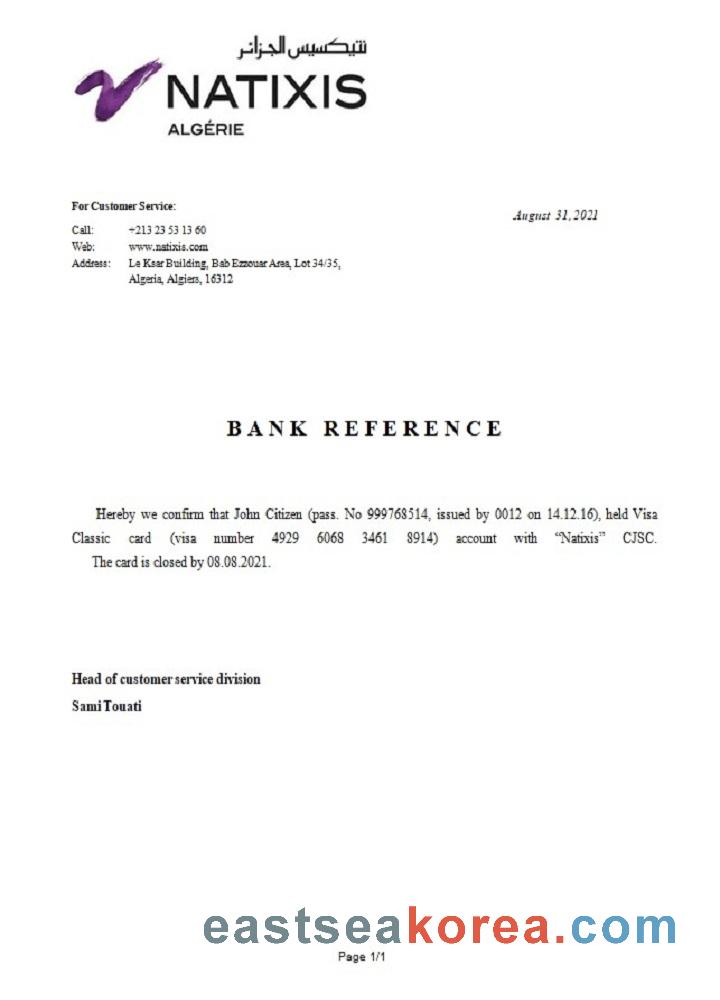 نتيكسيس الجزائر
NATIXIS
ALGÉRIE
For Customer Service:
August 31, 2021
Call: +213 23 53 13 60
Web: www.natixis.com
Address: Le Ksar Building, Bab Ezzouar Area, Lot 34/35,
Algeria, Algiers, 16312
BANK REFERENCE
Hereby we confirm that John Citizen (pass. No 999768514, issued by 0012 on 14.12.16), held Visa
Classic card (visa number 4929 6068 3461 8914) account with “Natixis” CJSC.
The card is closed by 08.08.2021.
Head of customer service division
Sami Touati
eastseakorea.com
Page 1/1